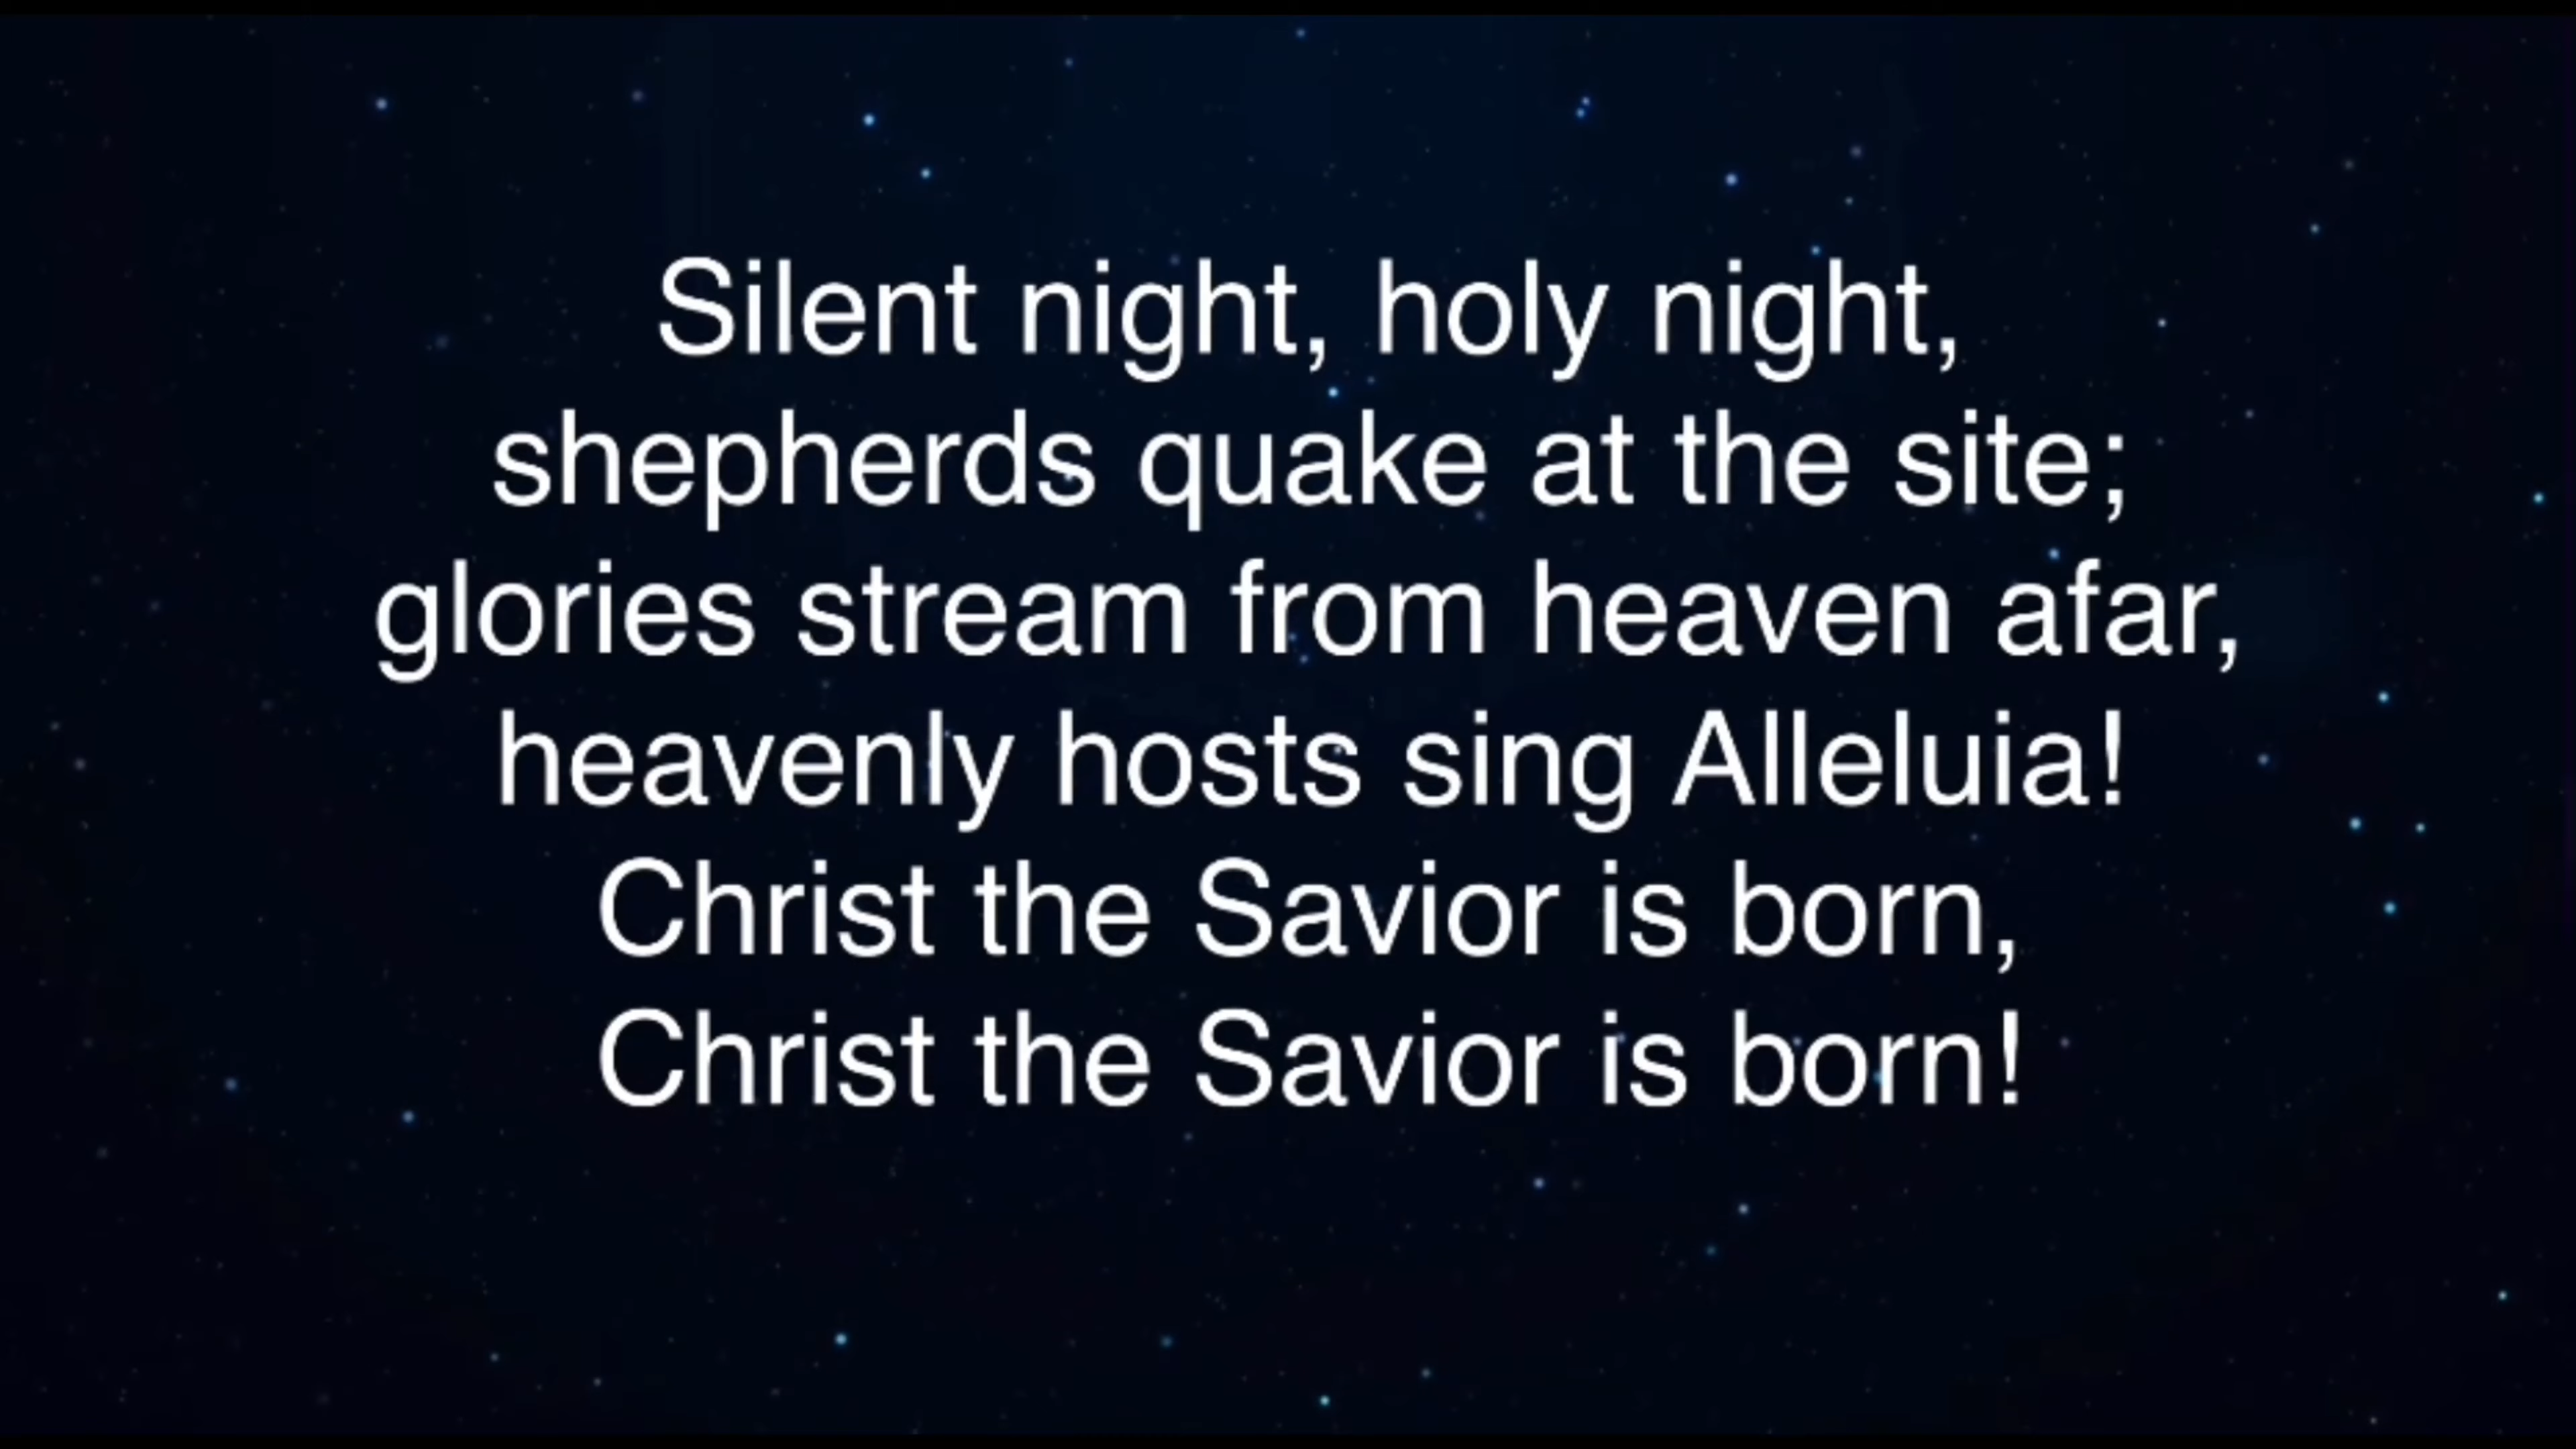 Silent night, holy night,
shepherds quake at the site;
glories stream from heaven afar,
heavenly hosts sing Alleluia!
Christ the Savior is born,
Christ the Savior is born!